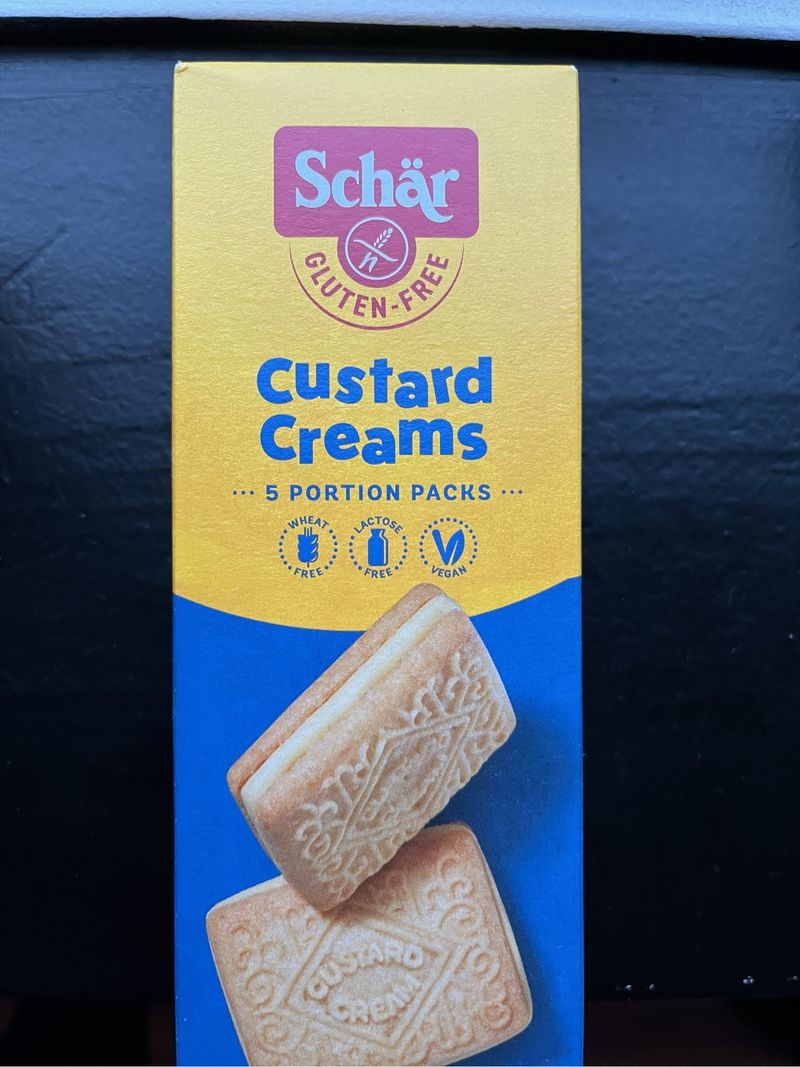 Schär
GLUTEN-FREE
Custard
Creams
··· 5 PORTION PACKS ···
WHEAT FREE
LACTOSE FREE
VEGAN
CUSTARD
CREAM